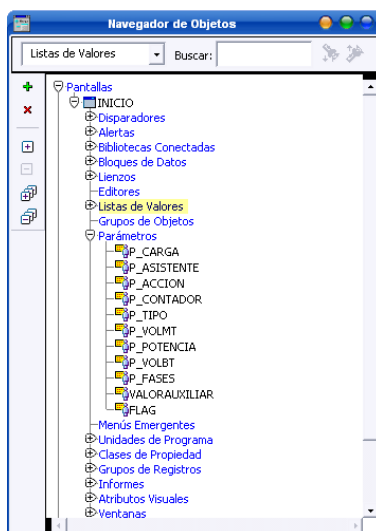 Navegador de Objetos
Listas de Valores Buscar:
Pantallas
INICIO
Disparadores
Alertas
Bibliotecas Conectadas
Bloques de Datos
Lienzos
Editores
Listas de Valores
Grupos de Objetos
Parámetros
P_CARGA
P_ASISTENTE
P_ACCION
P_CONTADOR
P_TIPO
P_VOLMT
P_POTENCIA
P_VOLBT
P_FASES
VALORAUXILIAR
FLAG
Menús Emergentes
Unidades de Programa
Clases de Propiedad
Grupos de Registros
Informes
Atributos Visuales
Ventanas